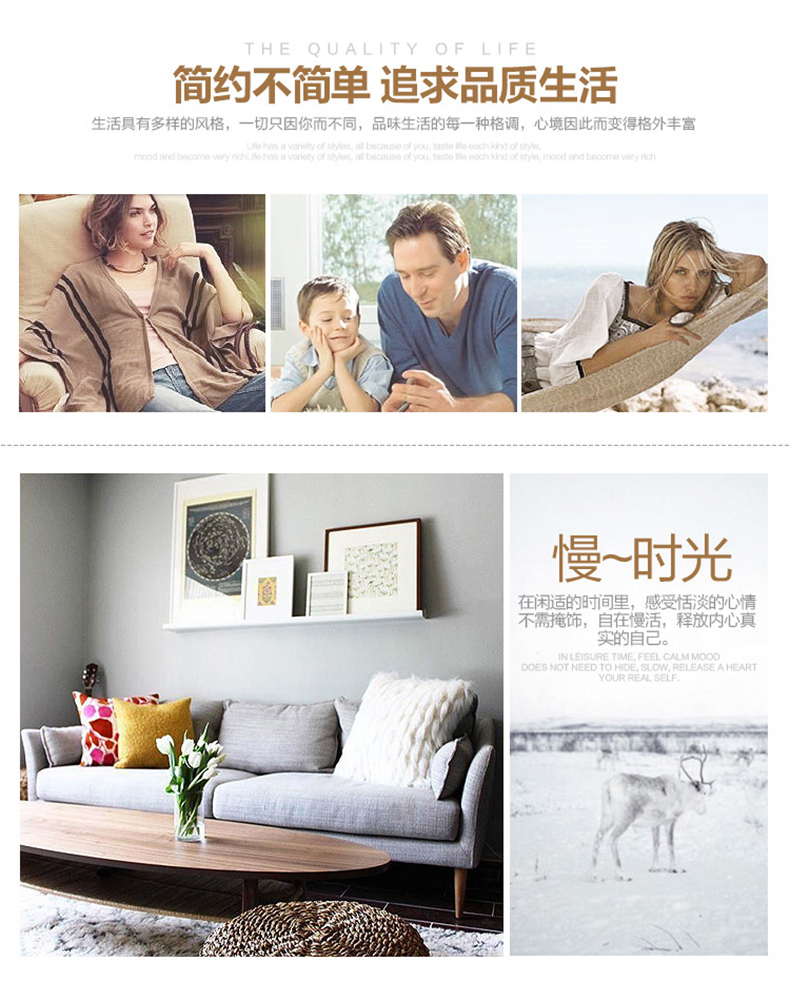 THE QUALITY OF LIFE
简约不简单 追求品质生活
生活具有多样的风格，一切只因你而不同，品味生活的每一种格调，心境因此而变得格外丰富
Life has a variety of styles, all because of you, taste life each kind of style,
mood and become very rich.Life has a variety of styles, all because of you, taste life each kind of style, mood and become very rich
慢~时光
在闲适的时间里，感受恬淡的心情
不需掩饰，自在慢活，释放内心真
实的自己。
IN LEISURE TIME, FEEL CALM MOOD
DOES NOT NEED TO HIDE, SLOW, RELEASE A HEART
YOUR REAL SELF.